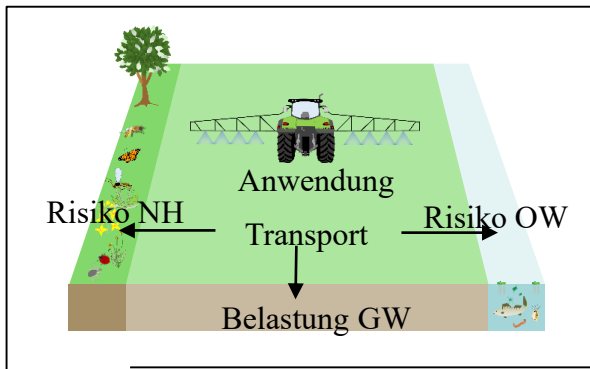 Anwendung
Risiko NH
Transport
Risiko OW
Belastung GW